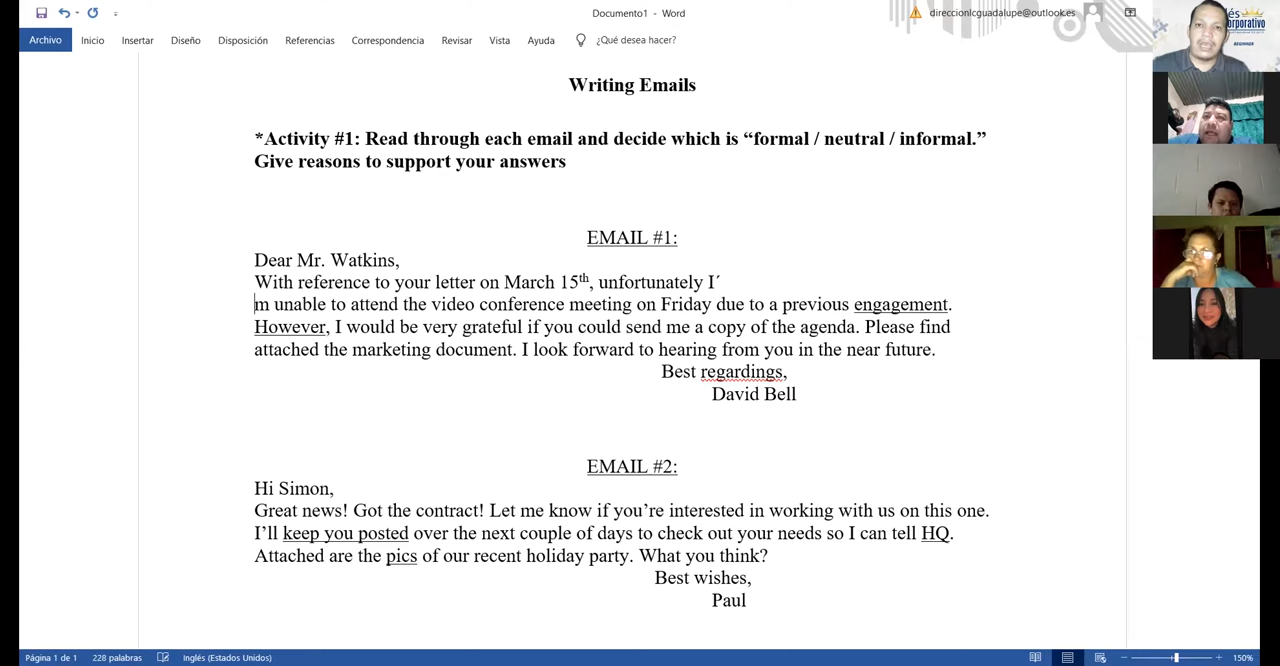 Documento1 - Word
direccionlcguadalupe@outlook.es
Archivo Inicio Insertar Diseño Disposición Referencias Correspondencia Revisar Vista Ayuda ¿Qué desea hacer?
BEGINNER
Writing Emails
*Activity #1: Read through each email and decide which is “formal / neutral / informal.”
Give reasons to support your answers
EMAIL #1:
Dear Mr. Watkins,
With reference to your letter on March 15th, unfortunately I´
m unable to attend the video conference meeting on Friday due to a previous engagement.
However, I would be very grateful if you could send me a copy of the agenda. Please find
attached the marketing document. I look forward to hearing from you in the near future.
Best regardings,
David Bell
EMAIL #2:
Hi Simon,
Great news! Got the contract! Let me know if you’re interested in working with us on this one.
I’ll keep you posted over the next couple of days to check out your needs so I can tell HQ.
Attached are the pics of our recent holiday party. What you think?
Best wishes,
Paul
Página 1 de 1 228 palabras Inglés (Estados Unidos) 150%